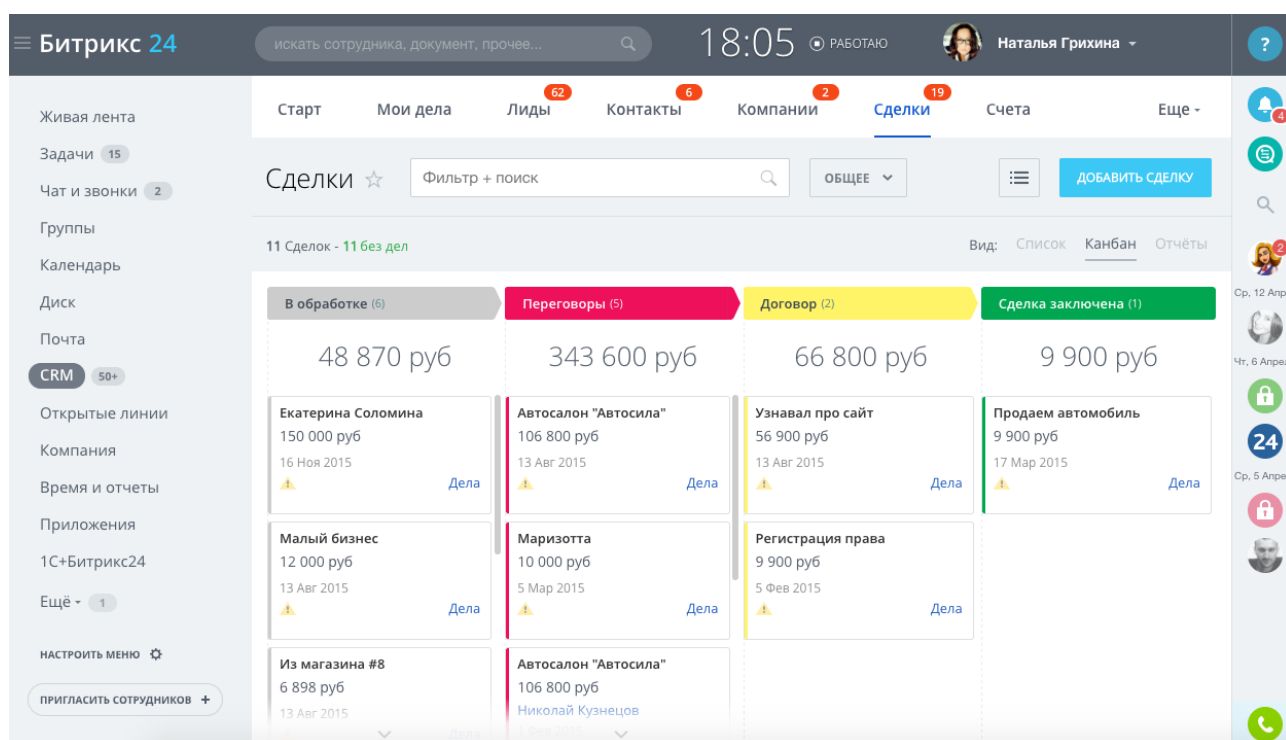 Битрикс 24
искать сотрудника, документ, прочее...
18:05
РАБОТАЮ
Наталья Грихина
?
4
Живая лента
Задачи 15
Чат и звонки 2
Группы
Календарь
Диск
Почта
CRM 50+
Открытые линии
Компания
Время и отчеты
Приложения
1С+Битрикс24
Ещё 1
НАСТРОИТЬ МЕНЮ
ПРИГЛАСИТЬ СОТРУДНИКОВ +
Старт
Мои дела
Лиды 62
Контакты 6
Компании 2
Сделки 19
Счета
Еще
Сделки
Фильтр + поиск
ОБЩЕЕ
ДОБАВИТЬ СДЕЛКУ
11 Сделок - 11 без дел
Вид: Список Канбан Отчёты
В обработке (6)
48 870 руб
Екатерина Соломина
150 000 руб
16 Ноя 2015
Дела
Малый бизнес
12 000 руб
13 Авг 2015
Дела
Из магазина #8
6 898 руб
13 Авг 2015
Дела
Переговоры (5)
343 600 руб
Автосалон "Автосила"
106 800 руб
13 Авг 2015
Дела
Маризотта
10 000 руб
5 Мар 2015
Дела
Автосалон "Автосила"
106 800 руб
Николай Кузнецов
Договор (2)
66 800 руб
Узнавал про сайт
56 900 руб
13 Авг 2015
Дела
Регистрация права
9 900 руб
5 Фев 2015
Дела
Сделка заключена (1)
9 900 руб
Продаем автомобиль
9 900 руб
17 Мар 2015
Дела
2
Ср, 12 Апр
Чт, 6 Апрел
24
Ср, 5 Апре